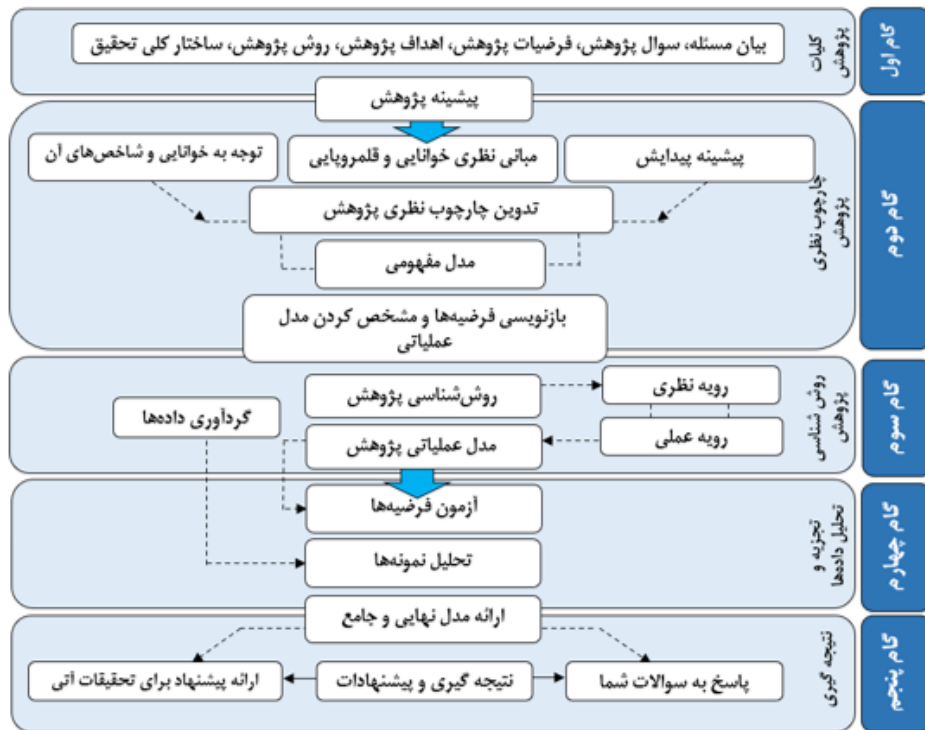 گام اول
کلیات
پژوهش
بیان مسئله، سوال پژوهش، فرضیات پژوهش، اهداف پژوهش، روش پژوهش، ساختار کلی تحقیق
پیشینه پژوهش
گام دوم
چارچوب نظری
پژوهش
پیشینه پیدایش
مبانی نظری خوانایی و قلمروپایی
توجه به خوانایی و شاخص‌های آن
تدوین چارچوب نظری پژوهش
مدل مفهومی
بازنویسی فرضیه‌ها و مشخص کردن مدل
عملیاتی
گام سوم
روش شناسی
پژوهش
رویه نظری
روش‌شناسی پژوهش
گردآوری داده‌ها
رویه عملی
مدل عملیاتی پژوهش
گام چهارم
تجزیه و
تحلیل داده‌ها
آزمون فرضیه‌ها
تحلیل نمونه‌ها
ارائه مدل نهایی و جامع
گام پنجم
نتیجه گیری
پاسخ به سوالات شما
نتیجه گیری و پیشنهادات
ارائه پیشنهاد برای تحقیقات آتی